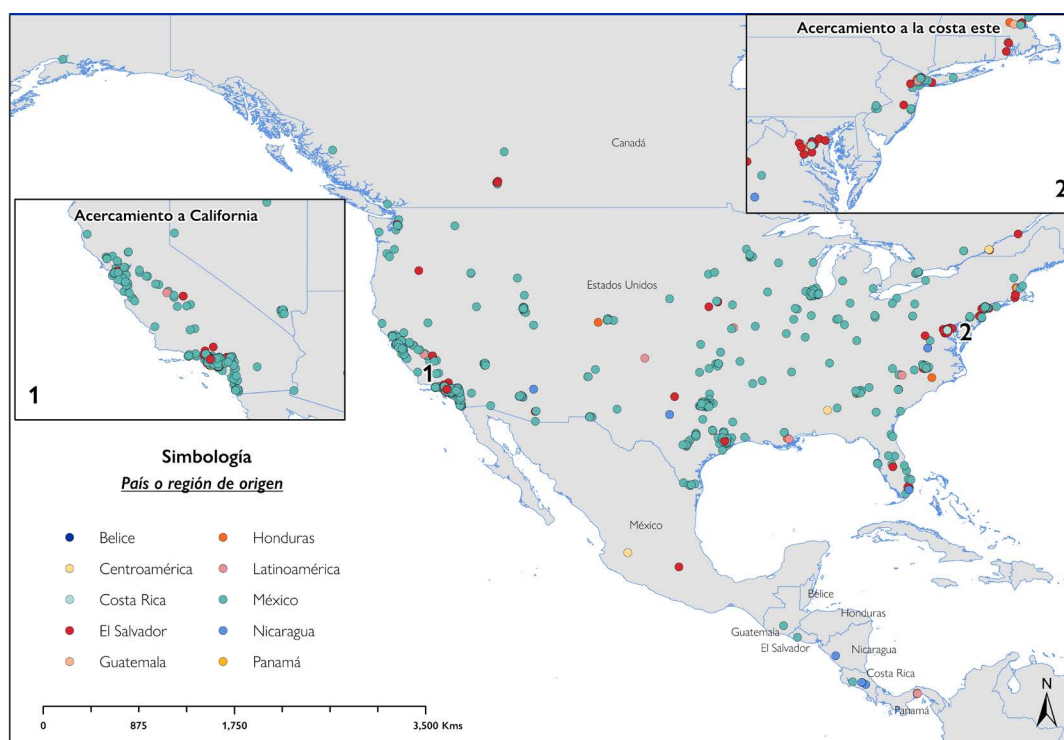 Acercamiento a la costa este
2
Canadá
Acercamiento a California
1
Estados Unidos
2
1
México
Belice
Honduras
Guatemala
El Salvador
Nicaragua
Costa Rica
Panamá
Simbología
País o región de origen
Belice
Honduras
Centroamérica
Latinoamérica
Costa Rica
México
El Salvador
Nicaragua
Guatemala
Panamá
0 875 1,750 3,500 Kms
N